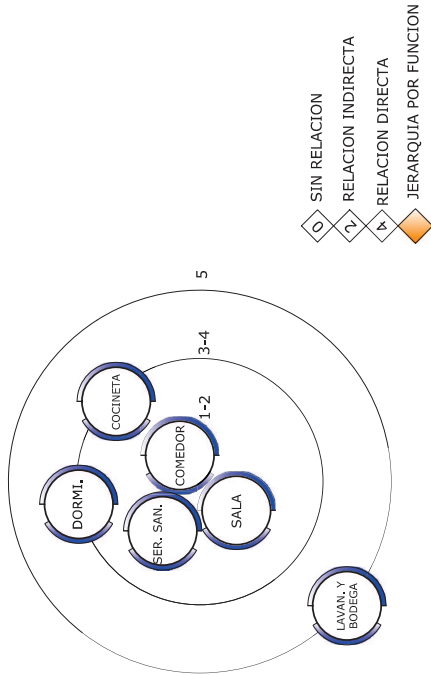 DORMI.
COCINETA
SER. SAN.
COMEDOR
SALA
LAVAN. Y
BODEGA
1-2
3-4
5
0 SIN RELACION
2 RELACION INDIRECTA
4 RELACION DIRECTA
JERARQUIA POR FUNCION